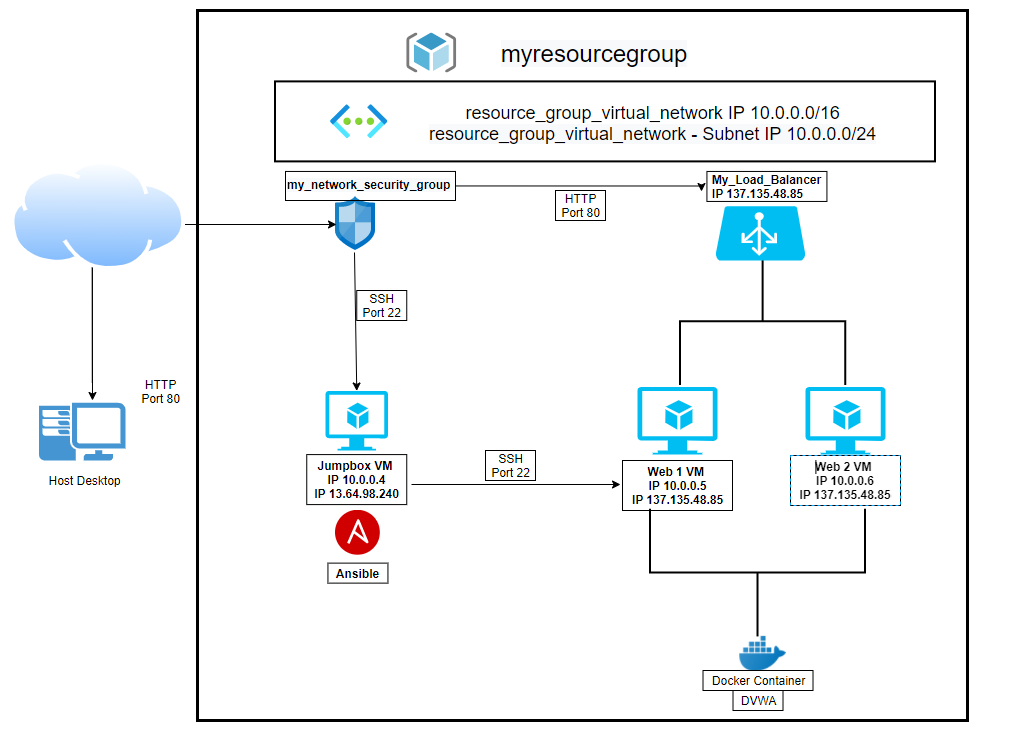 myresourcegroup
resource_group_virtual_network IP 10.0.0.0/16
resource_group_virtual_network - Subnet IP 10.0.0.0/24
my_network_security_group
HTTP
Port 80
My_Load_Balancer
IP 137.135.48.85
SSH
Port 22
HTTP
Port 80
Host Desktop
Jumpbox VM
IP 10.0.0.4
IP 13.64.98.240
SSH
Port 22
Web 1 VM
IP 10.0.0.5
IP 137.135.48.85
Web 2 VM
IP 10.0.0.6
IP 137.135.48.85
Ansible
Docker Container
DVWA